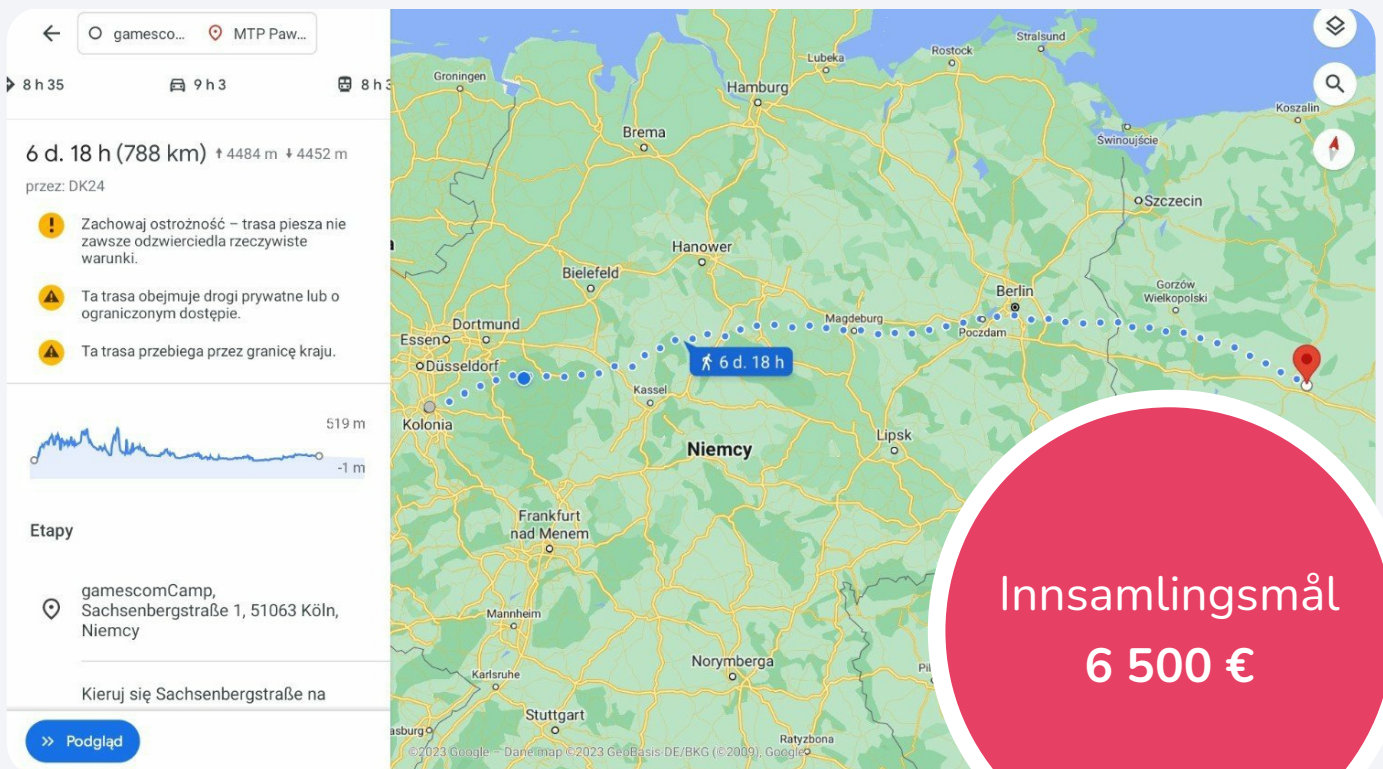 gamesco...
MTP Paw...
8 h 35
9 h 3
6 d. 18 h (788 km) 4484 m 4452 m
przez: DK24
Zachowaj ostrożność – trasa piesza nie
zawsze odzwierciedla rzeczywiste
warunki.
Ta trasa obejmuje drogi prywatne lub o
ograniczonym dostępie.
Ta trasa przebiega przez granicę kraju.
519 m
-1 m
Etapy
gamescomCamp,
Sachsenbergstraße 1, 51063 Köln,
Niemcy
Kieruj się Sachsenbergstraße na
Podgląd
Stralsund
Rostock
Lubeka
Groningen
Hamburg
Koszalin
Brema
Świnoujście
Szczecin
Hanower
Bielefeld
Berlin
Gorzów
Wielkopolski
Magdeburg
Poczdam
Dortmund
Essen
Düsseldorf
6 d. 18 h
Kassel
Kolonia
Lipsk
Niemcy
Frankfurt
nad Menem
Mannheim
Norymberga
Karlsruhe
Stuttgart
Ratyzbona
©2023 Google – Dane map ©2023 GeoBasis DE/BKG (©2009), Google
Innsamlingsmål
6 500 €